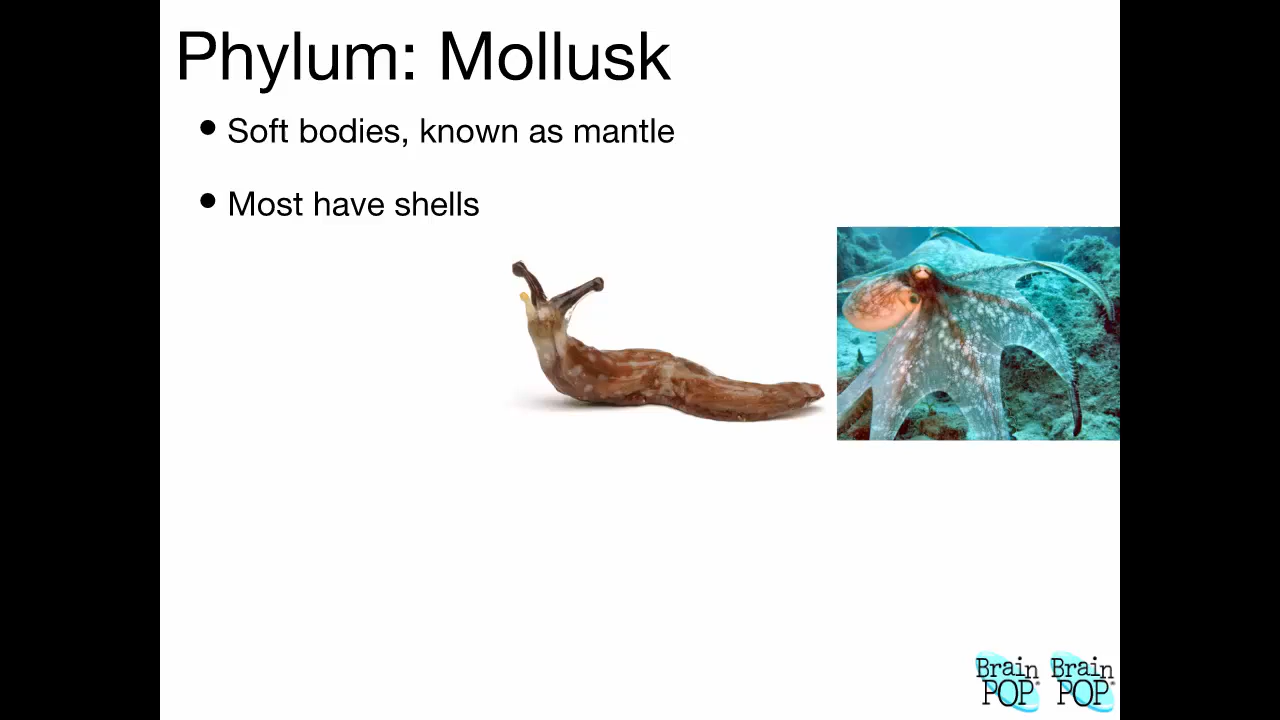 Phylum: Mollusk
• Soft bodies, known as mantle
• Most have shells
Brain Brain
POP POP